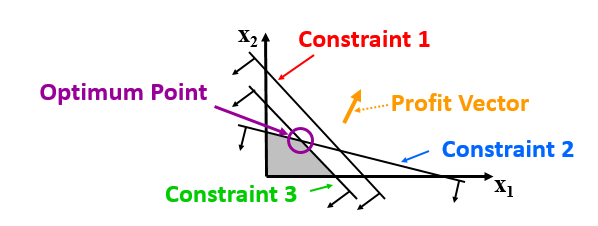 x2
Constraint 1
Optimum Point
Profit Vector
Constraint 2
Constraint 3
x1